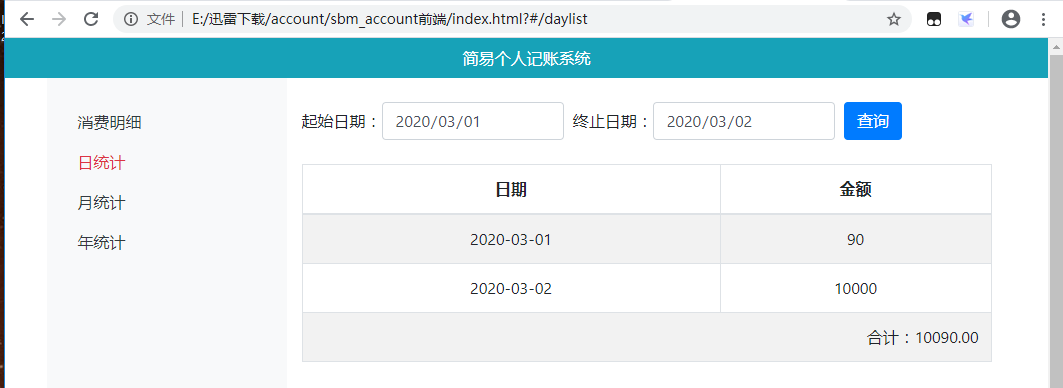 文件 E:/迅雷下载/account/sbm_account前端/index.html?#/daylist
简易个人记账系统
消费明细
日统计
月统计
年统计
起始日期： 2020/03/01 终止日期： 2020/03/02 查询
日期 金额
2020-03-01 90
2020-03-02 10000
合计：10090.00